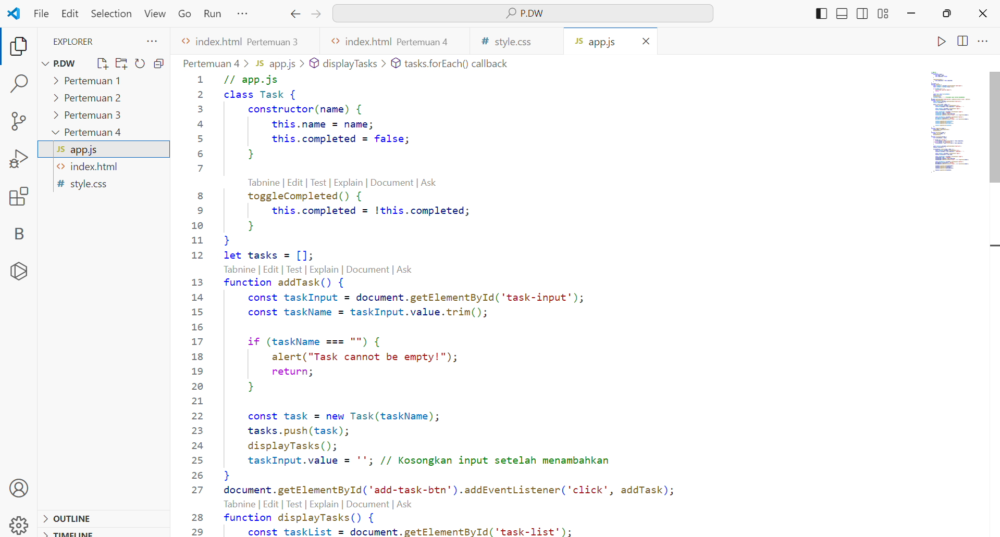 File Edit Selection View Go Run ··· P.DW
EXPLORER ···
P.DW
Pertemuan 1
Pertemuan 2
Pertemuan 3
Pertemuan 4
JS app.js
<> index.html
# style.css
OUTLINE
TIMELINE
B
<> index.html Pertemuan 3 <> index.html Pertemuan 4 # style.css JS app.js
Pertemuan 4 > JS app.js > displayTasks > tasks.forEach() callback
1 // app.js
2 class Task {
3     constructor(name) {
4         this.name = name;
5         this.completed = false;
6     }
7
Tabnine | Edit | Test | Explain | Document | Ask
8     toggleCompleted() {
9         this.completed = !this.completed;
10     }
11 }
12 let tasks = [];
Tabnine | Edit | Test | Explain | Document | Ask
13 function addTask() {
14     const taskInput = document.getElementById('task-input');
15     const taskName = taskInput.value.trim();
16
17     if (taskName === "") {
18         alert("Task cannot be empty!");
19         return;
20     }
21
22     const task = new Task(taskName);
23     tasks.push(task);
24     displayTasks();
25     taskInput.value = ''; // Kosongkan input setelah menambahkan
26 }
27 document.getElementById('add-task-btn').addEventListener('click', addTask);
Tabnine | Edit | Test | Explain | Document | Ask
28 function displayTasks() {
29     const taskList = document.getElementById('task-list');